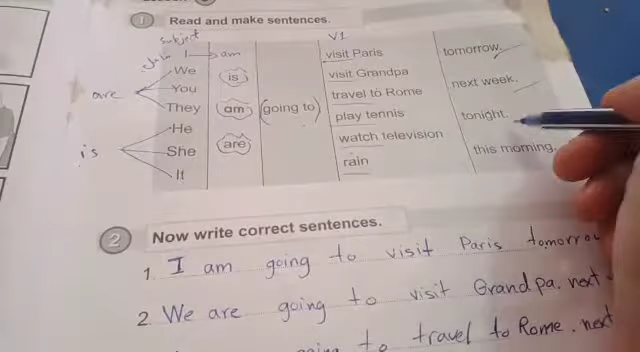 1 Read and make sentences.
subject V1
I am visit Paris tomorrow.
We is visit Grandpa next week.
are You travel to Rome
They am (going to) play tennis tonight.
He are watch television this morning.
is She rain
It
2 Now write correct sentences.
1. I am going to visit Paris tomorrow
2. We are going to visit Grandpa. next
going to travel to Rome. next